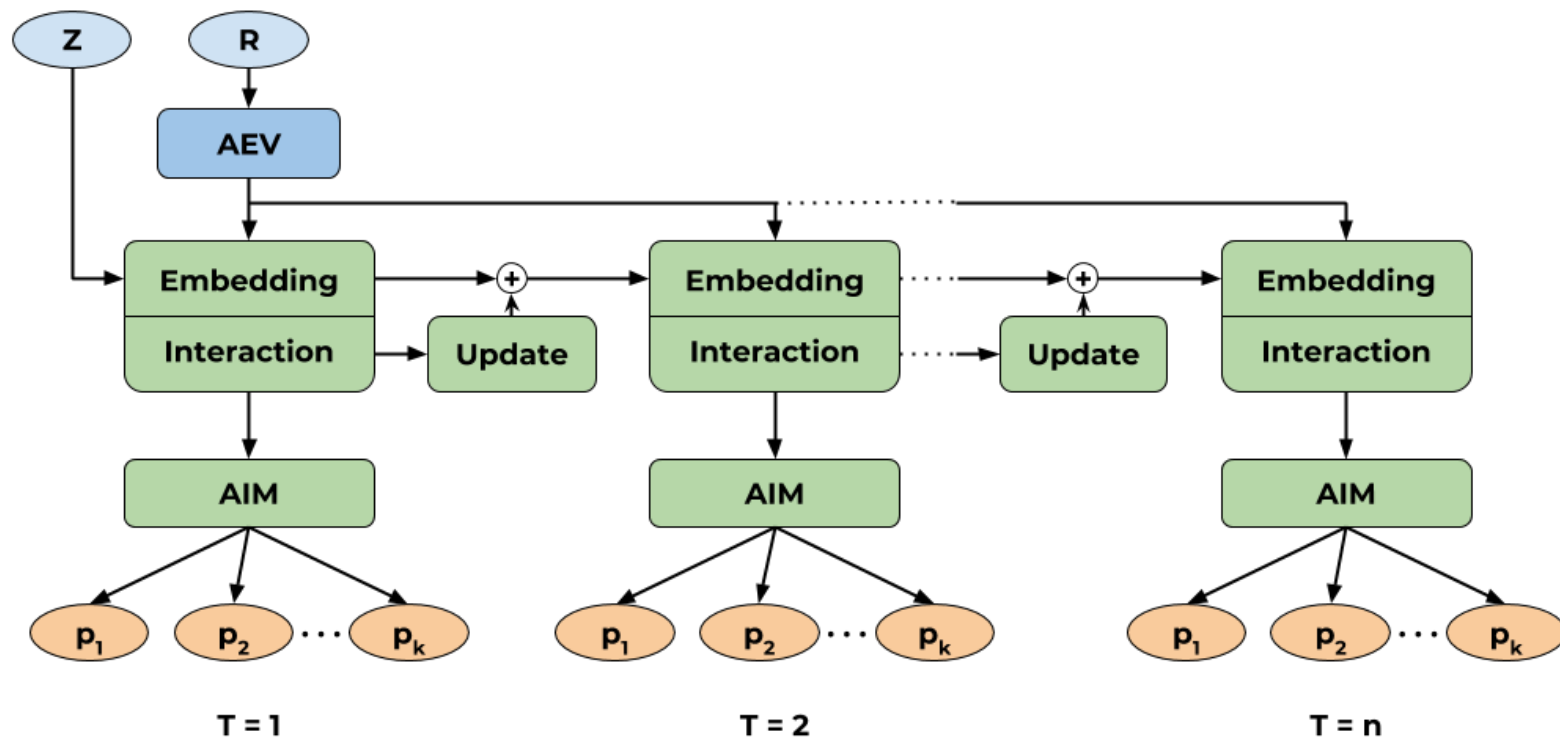 Z R
AEV
Embedding + Embedding + Embedding
Interaction Update Interaction Update Interaction
AIM AIM AIM
p₁ p₂ ... pₖ p₁ p₂ ... pₖ p₁ p₂ ... pₖ
T = 1 T = 2 T = n